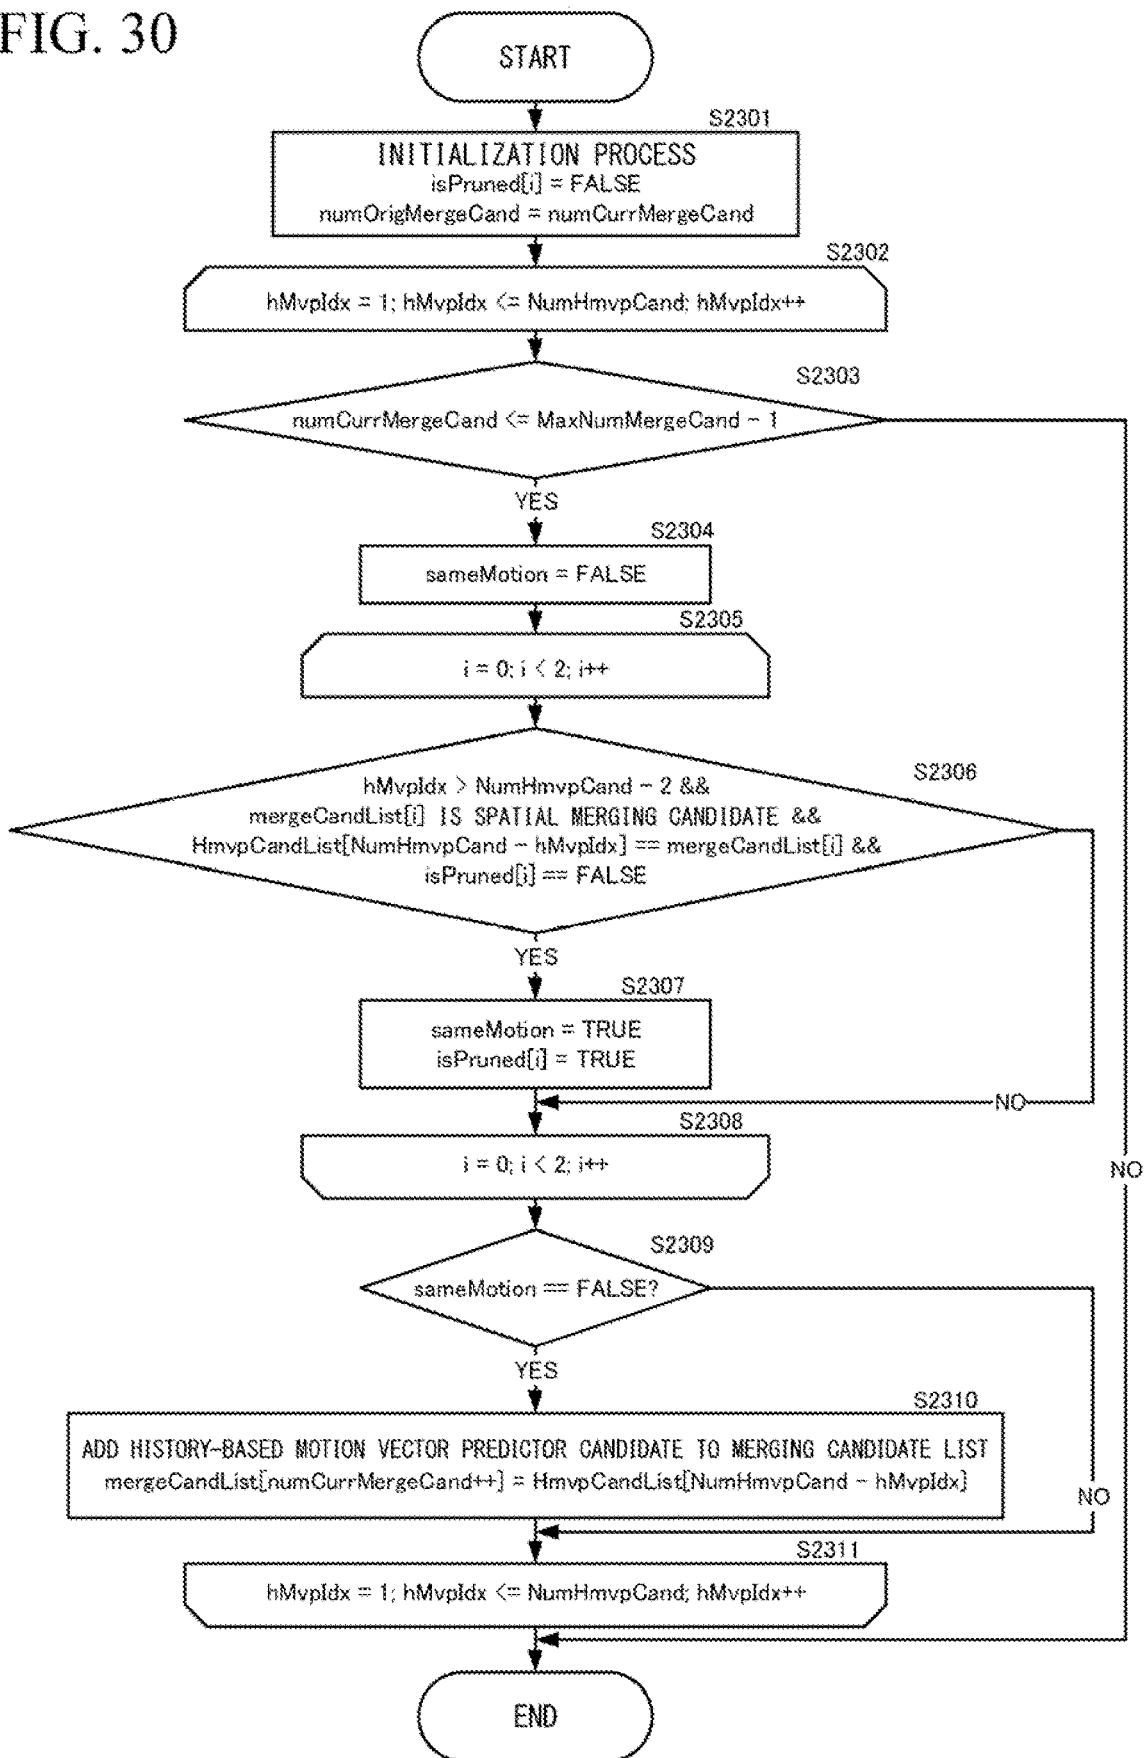 FIG. 30
START
S2301
INITIALIZATION PROCESS
isPruned[i] = FALSE
numOrigMergeCand = numCurrMergeCand
S2302
hMvpIdx = 1; hMvpIdx <= NumHmvpCand; hMvpIdx++
S2303
numCurrMergeCand <= MaxNumMergeCand - 1
YES
S2304
sameMotion = FALSE
S2305
i = 0; i < 2; i++
S2306
hMvpIdx > NumHmvpCand - 2 &&
mergeCandList[i] IS SPATIAL MERGING CANDIDATE &&
HmvpCandList[NumHmvpCand - hMvpIdx] == mergeCandList[i] &&
isPruned[i] == FALSE
YES
S2307
sameMotion = TRUE
isPruned[i] = TRUE
NO
S2308
i = 0; i < 2; i++
NO
S2309
sameMotion == FALSE?
YES
S2310
ADD HISTORY-BASED MOTION VECTOR PREDICTOR CANDIDATE TO MERGING CANDIDATE LIST
mergeCandList[numCurrMergeCand++] = HmvpCandList[NumHmvpCand - hMvpIdx]
NO
S2311
hMvpIdx = 1; hMvpIdx <= NumHmvpCand; hMvpIdx++
END